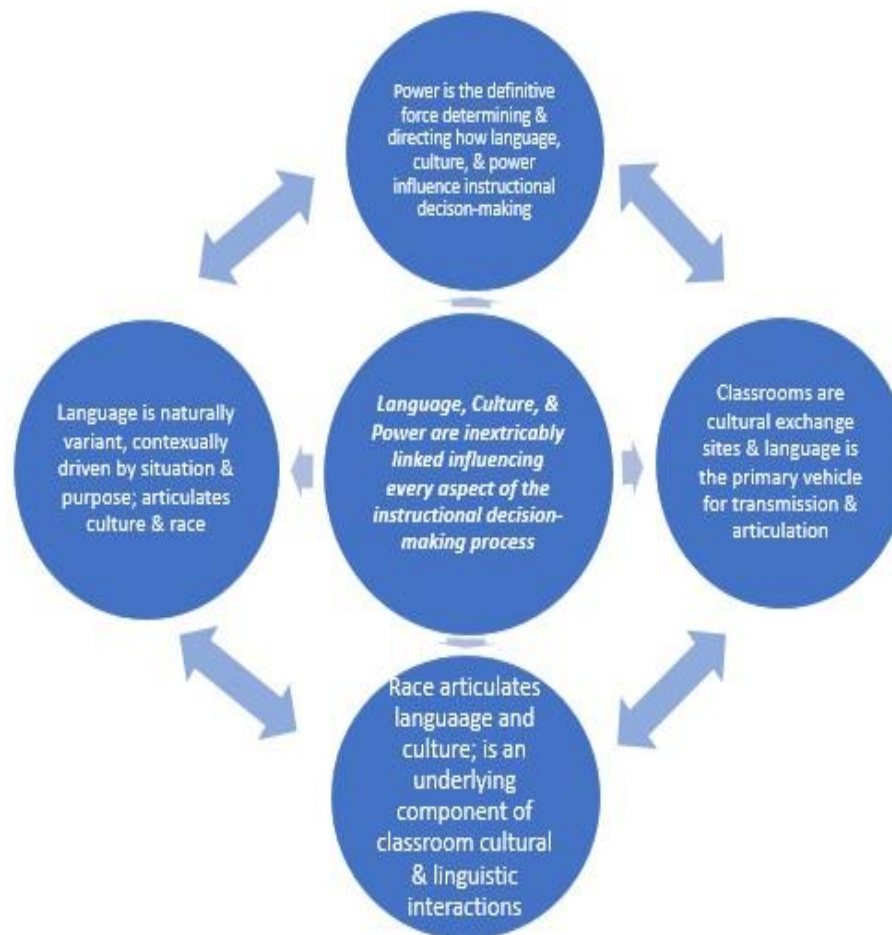 Power is the definitive
force determining &
directing how language,
culture, & power
influence instructional
decison-making
Language is naturally
variant, contexually
driven by situation &
purpose; articulates
culture & race
Language, Culture, &
Power are inextricably
linked influencing
every aspect of the
instructional decision-
making process
Classrooms are
cultural exchange
sites & language is
the primary vehicle
for transmission &
articulation
Race articulates
languaage and
culture; is an
underlying
component of
classroom cultural
& linguistic
interactions